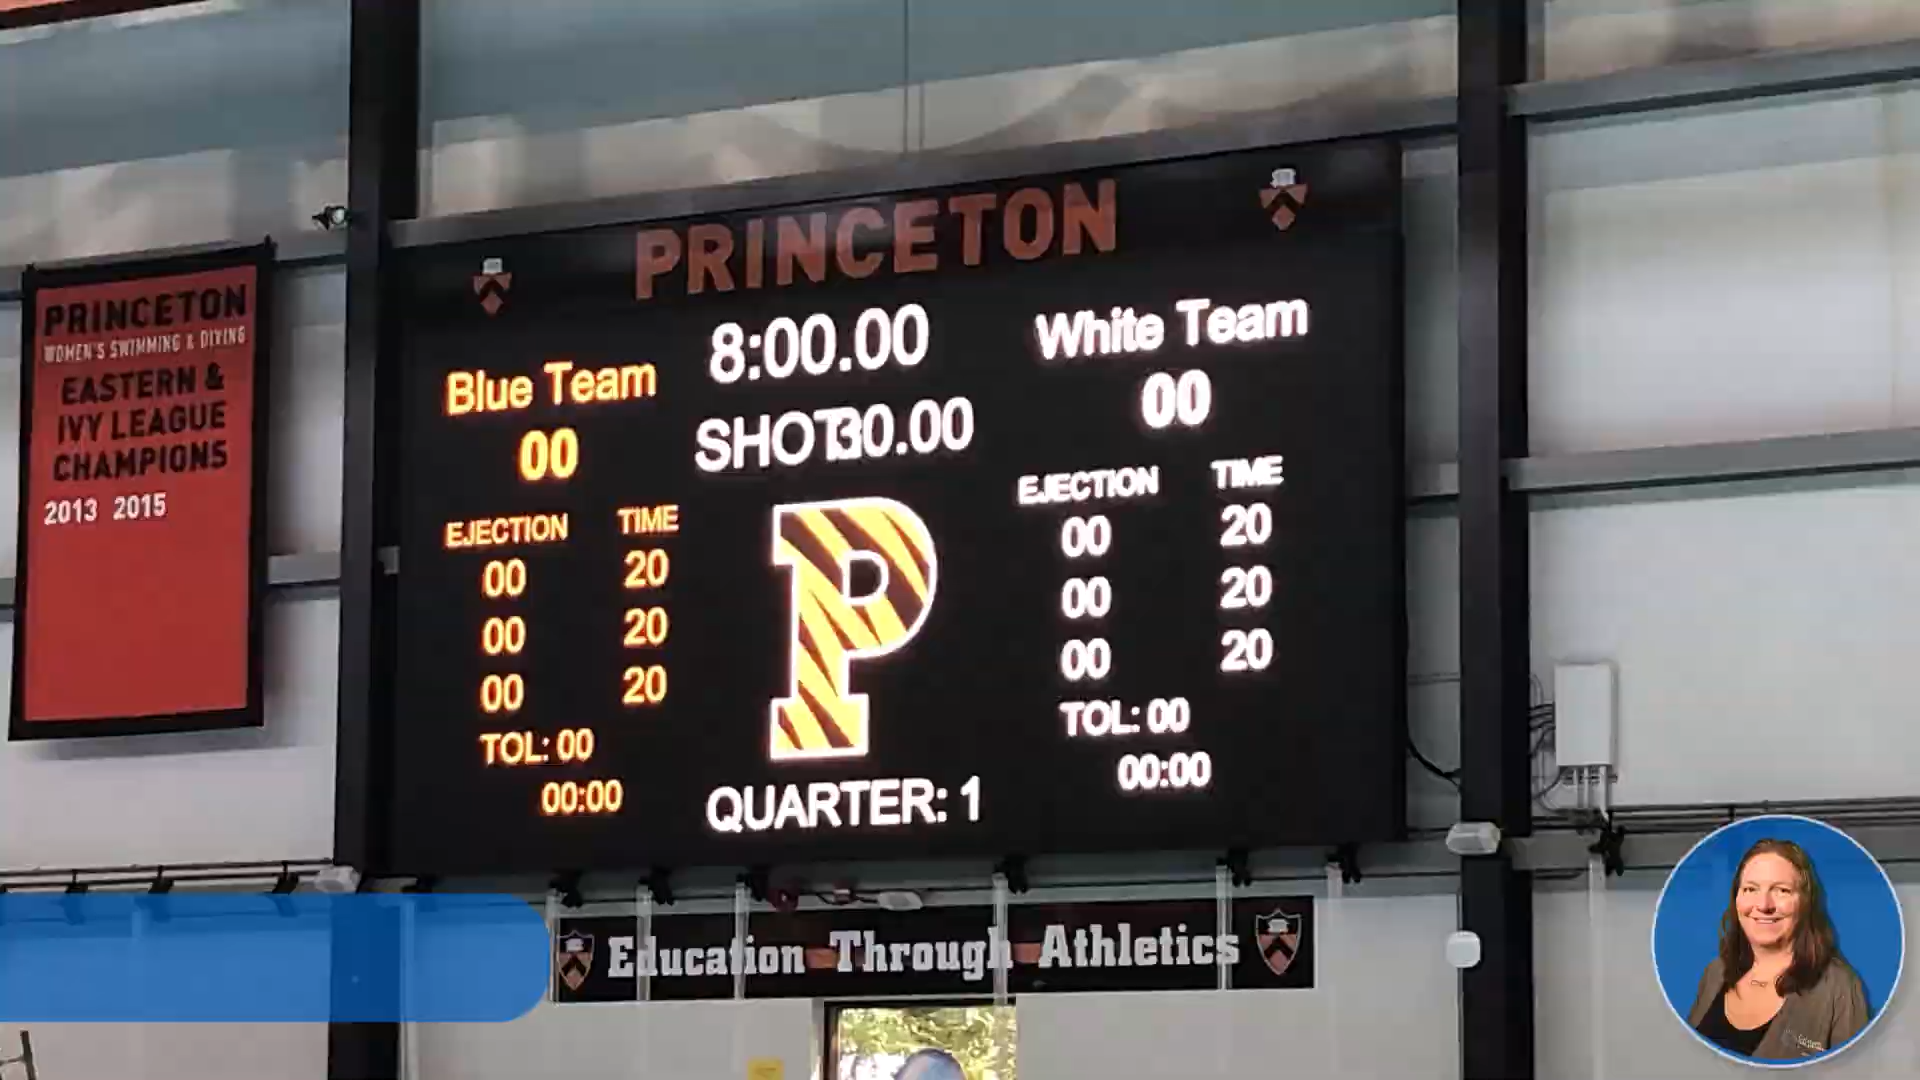 PRINCETON
WOMEN'S SWIMMING & DIVING
EASTERN &
IVY LEAGUE
CHAMPIONS
2013 2015
PRINCETON
8:00.00
SHOT30.00
Blue Team
00
EJECTION TIME
00 20
00 20
00 20
TOL: 00
00:00
P
QUARTER: 1
White Team
00
EJECTION TIME
00 20
00 20
00 20
TOL: 00
00:00
Education Through Athletics